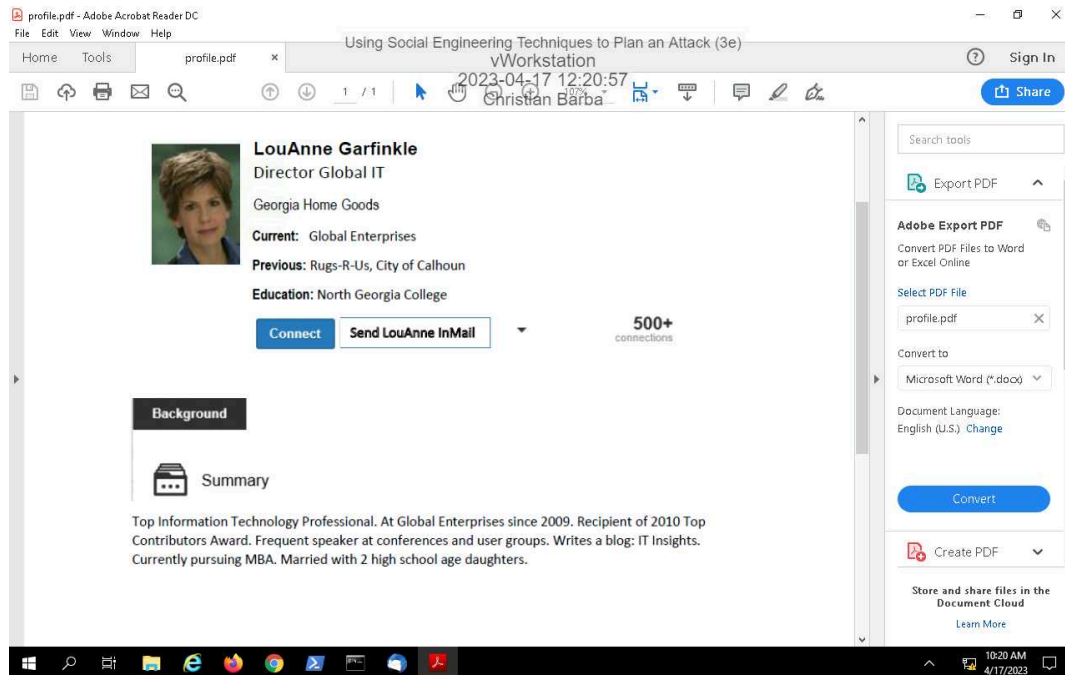 profile.pdf - Adobe Acrobat Reader DC
File Edit View Window Help
Home Tools profile.pdf × Sign In
Using Social Engineering Techniques to Plan an Attack (3e)
vWorkstation
2023-04-17 12:20:57
Christian Barba
1 / 1 107% Share
LouAnne Garfinkle
Director Global IT
Georgia Home Goods
Current: Global Enterprises
Previous: Rugs-R-Us, City of Calhoun
Education: North Georgia College
Connect Send LouAnne InMail 500+
connections
Background
Summary
Top Information Technology Professional. At Global Enterprises since 2009. Recipient of 2010 Top
Contributors Award. Frequent speaker at conferences and user groups. Writes a blog: IT Insights.
Currently pursuing MBA. Married with 2 high school age daughters.
Search tools
Export PDF
Adobe Export PDF
Convert PDF Files to Word
or Excel Online
Select PDF File
profile.pdf
Convert to
Microsoft Word (*.docx)
Document Language:
English (U.S.) Change
Convert
Create PDF
Store and share files in the
Document Cloud
Learn More
10:20 AM
4/17/2023